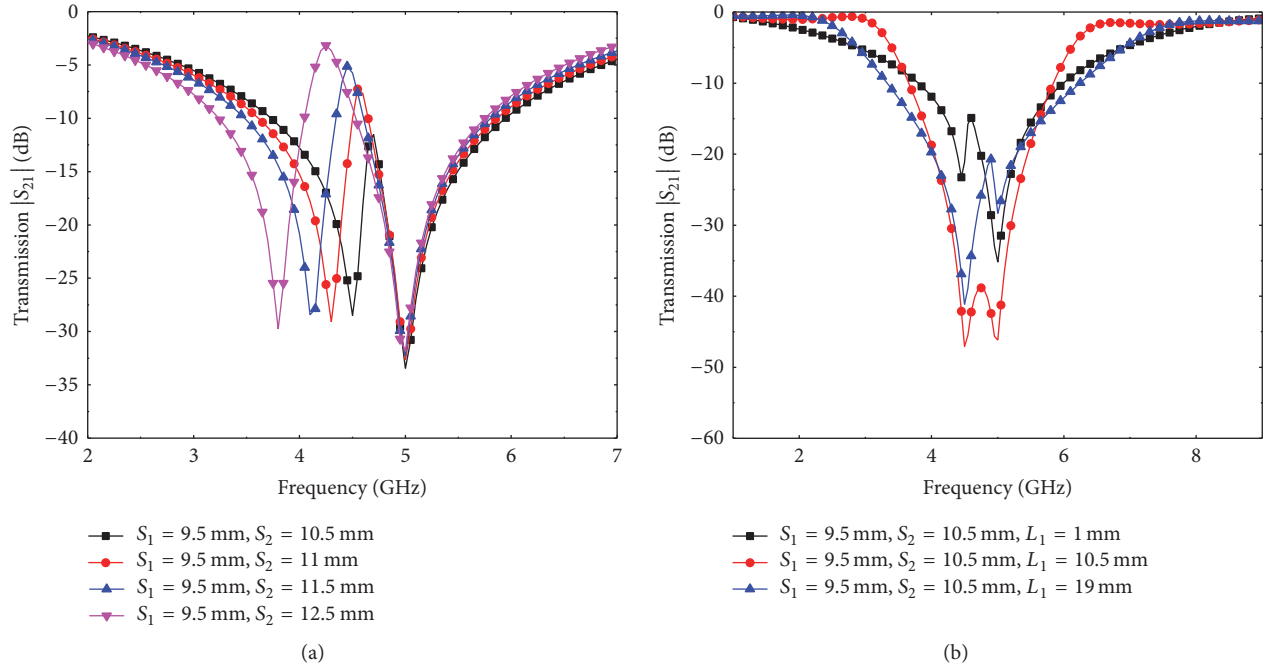 0
−5
−10
−15
−20
−25
−30
−35
−40
Transmission |S21| (dB)
2 3 4 5 6 7
Frequency (GHz)
S1 = 9.5 mm, S2 = 10.5 mm
S1 = 9.5 mm, S2 = 11 mm
S1 = 9.5 mm, S2 = 11.5 mm
S1 = 9.5 mm, S2 = 12.5 mm
(a)
0
−10
−20
−30
−40
−50
−60
Transmission |S21| (dB)
2 4 6 8
Frequency (GHz)
S1 = 9.5 mm, S2 = 10.5 mm, L1 = 1 mm
S1 = 9.5 mm, S2 = 10.5 mm, L1 = 10.5 mm
S1 = 9.5 mm, S2 = 10.5 mm, L1 = 19 mm
(b)